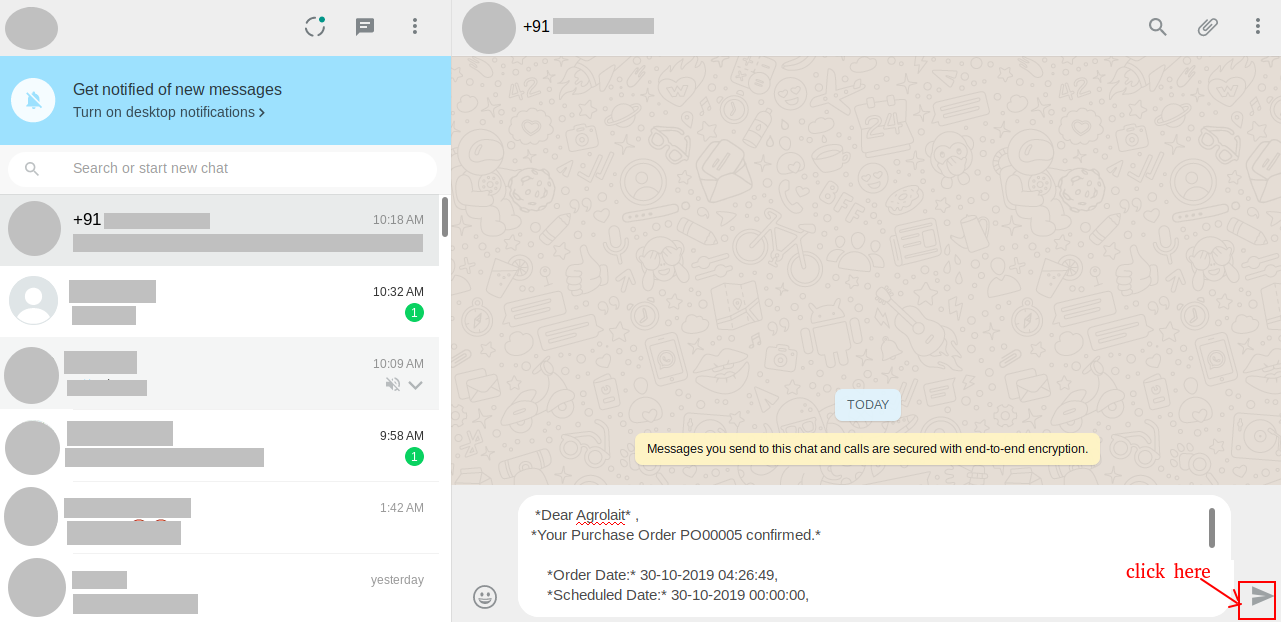 +91
Get notified of new messages
Turn on desktop notifications >
Search or start new chat
+91
10:18 AM
10:32 AM
1
10:09 AM
9:58 AM
1
1:42 AM
yesterday
TODAY
Messages you send to this chat and calls are secured with end-to-end encryption.
*Dear Agrolait* ,
*Your Purchase Order PO00005 confirmed.*
*Order Date:* 30-10-2019 04:26:49,
*Scheduled Date:* 30-10-2019 00:00:00,
click here